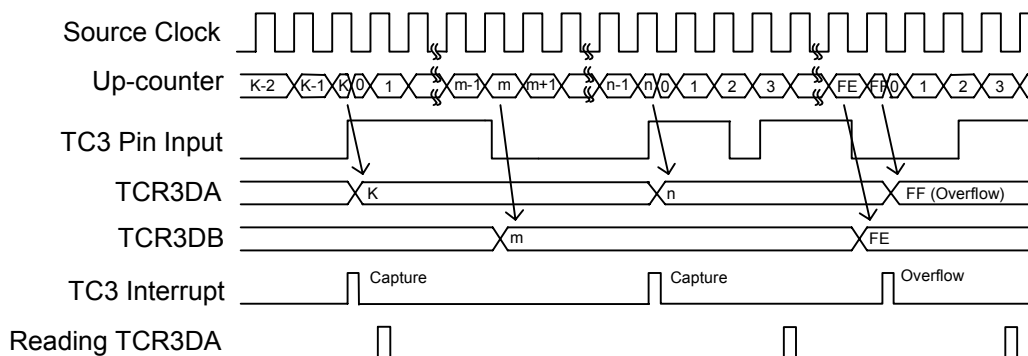 Source Clock
Up-counter K-2 K-1 K 0 1 m-1 m m+1 n-1 n 0 1 2 3 FE FF 0 1 2 3
TC3 Pin Input
TCR3DA K n FF (Overflow)
TCR3DB m FE
TC3 Interrupt Capture Capture Overflow
Reading TCR3DA